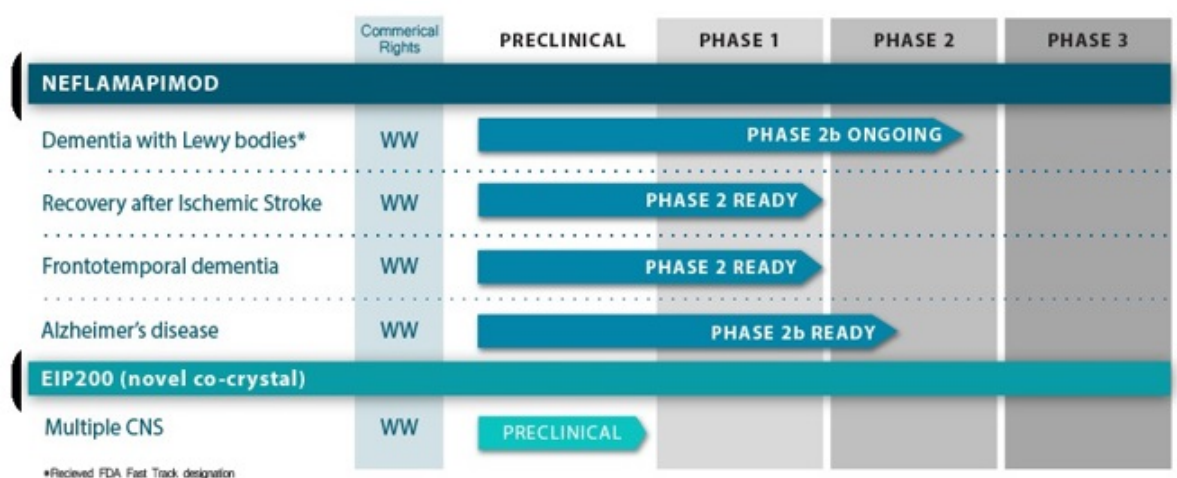 Commerical
Rights
PRECLINICAL
PHASE 1
PHASE 2
PHASE 3
NEFLAMAPIMOD
Dementia with Lewy bodies* WW PHASE 2b ONGOING
Recovery after Ischemic Stroke WW PHASE 2 READY
Frontotemporal dementia WW PHASE 2 READY
Alzheimer's disease WW PHASE 2b READY
EIP200 (novel co-crystal)
Multiple CNS WW PRECLINICAL
*Recieved FDA Fast Track designation